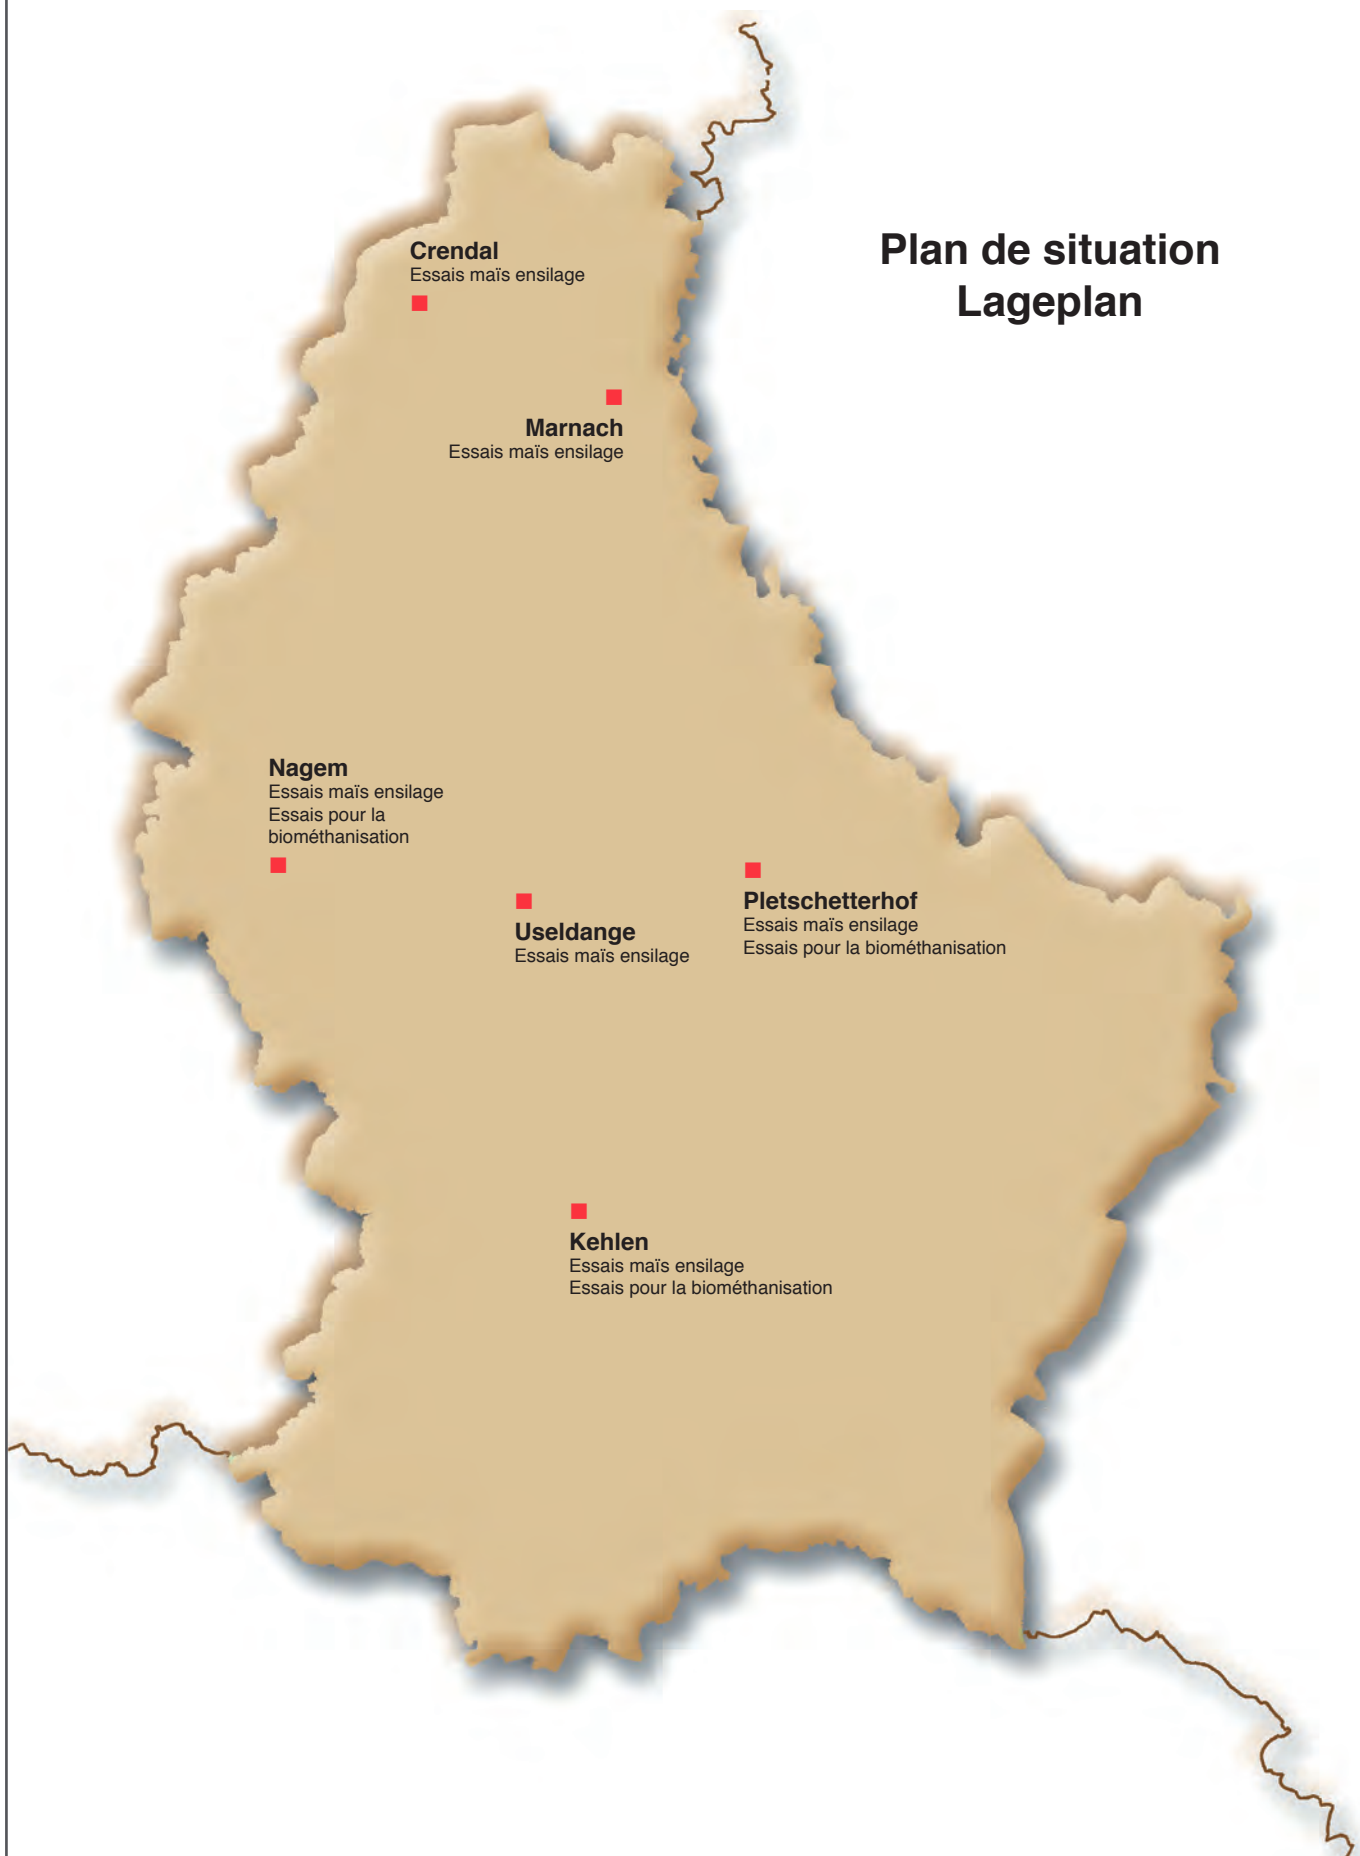 Plan de situation
Lageplan
Crendal
Essais maïs ensilage
Marnach
Essais maïs ensilage
Nagem
Essais maïs ensilage
Essais pour la
biométhanisation
Useldange
Essais maïs ensilage
Pletschetterhof
Essais maïs ensilage
Essais pour la biométhanisation
Kehlen
Essais maïs ensilage
Essais pour la biométhanisation